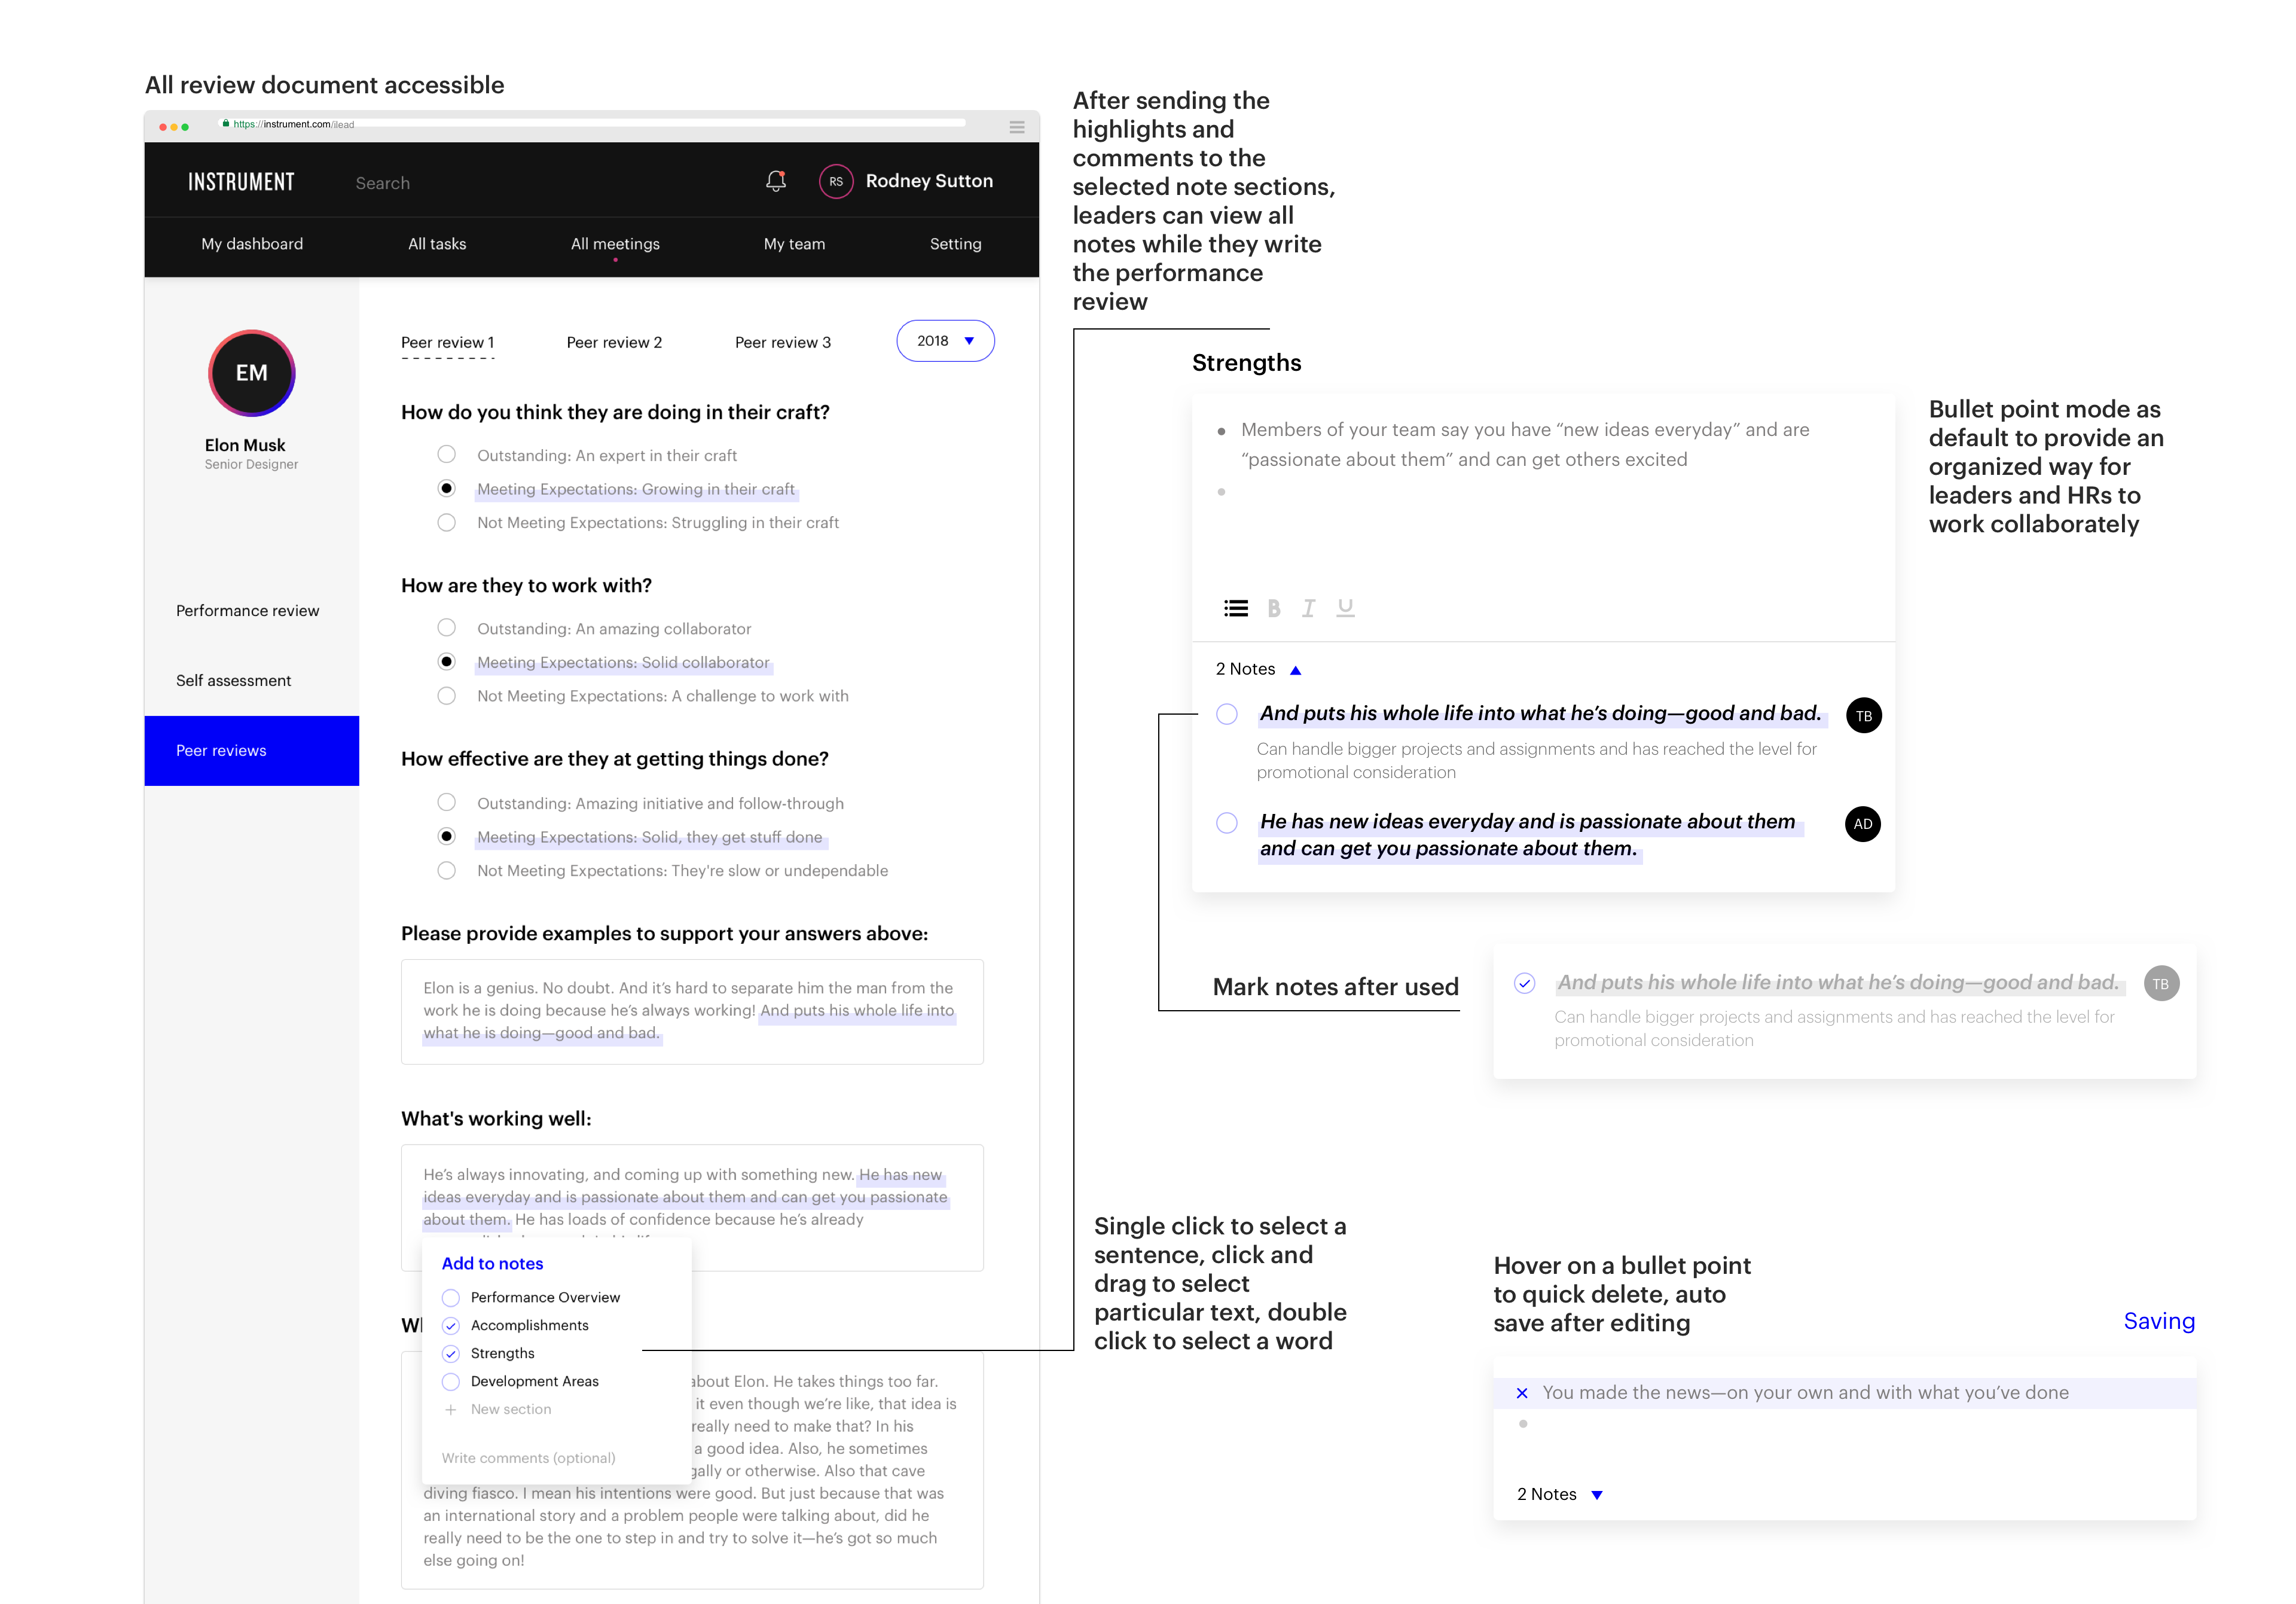 All review document accessible
https://instrument.com/ilead
INSTRUMENT
Search
RS
Rodney Sutton
My dashboard
All tasks
All meetings
My team
Setting
EM
Elon Musk
Senior Designer
Performance review
Self assessment
Peer reviews
Peer review 1
Peer review 2
Peer review 3
2018
How do you think they are doing in their craft?
Outstanding: An expert in their craft
Meeting Expectations: Growing in their craft
Not Meeting Expectations: Struggling in their craft
How are they to work with?
Outstanding: An amazing collaborator
Meeting Expectations: Solid collaborator
Not Meeting Expectations: A challenge to work with
How effective are they at getting things done?
Outstanding: Amazing initiative and follow-through
Meeting Expectations: Solid, they get stuff done
Not Meeting Expectations: They're slow or undependable
Please provide examples to support your answers above:
Elon is a genius. No doubt. And it’s hard to separate him the man from the
work he is doing because he’s always working! And puts his whole life into
what he is doing—good and bad.
What's working well:
He’s always innovating, and coming up with something new. He has new
ideas everyday and is passionate about them and can get you passionate
about them. He has loads of confidence because he’s already
Add to notes
Performance Overview
Accomplishments
Strengths
Development Areas
New section
Write comments (optional)
about Elon. He takes things too far.
it even though we’re like, that idea is
really need to make that? In his
a good idea. Also, he sometimes
or otherwise. Also that cave
diving fiasco. I mean his intentions were good. But just because that was
an international story and a problem people were talking about, did he
really need to be the one to step in and try to solve it—he’s got so much
else going on!
After sending the
highlights and
comments to the
selected note sections,
leaders can view all
notes while they write
the performance
review
Strengths
Members of your team say you have “new ideas everyday” and are
“passionate about them” and can get others excited
B I U
2 Notes
And puts his whole life into what he’s doing—good and bad.
TB
Can handle bigger projects and assignments and has reached the level for
promotional consideration
He has new ideas everyday and is passionate about them
and can get you passionate about them.
AD
Bullet point mode as
default to provide an
organized way for
leaders and HRs to
work collaborately
Mark notes after used
And puts his whole life into what he’s doing—good and bad.
TB
Can handle bigger projects and assignments and has reached the level for
promotional consideration
Single click to select a
sentence, click and
drag to select
particular text, double
click to select a word
Hover on a bullet point
to quick delete, auto
save after editing
Saving
You made the news—on your own and with what you’ve done
2 Notes